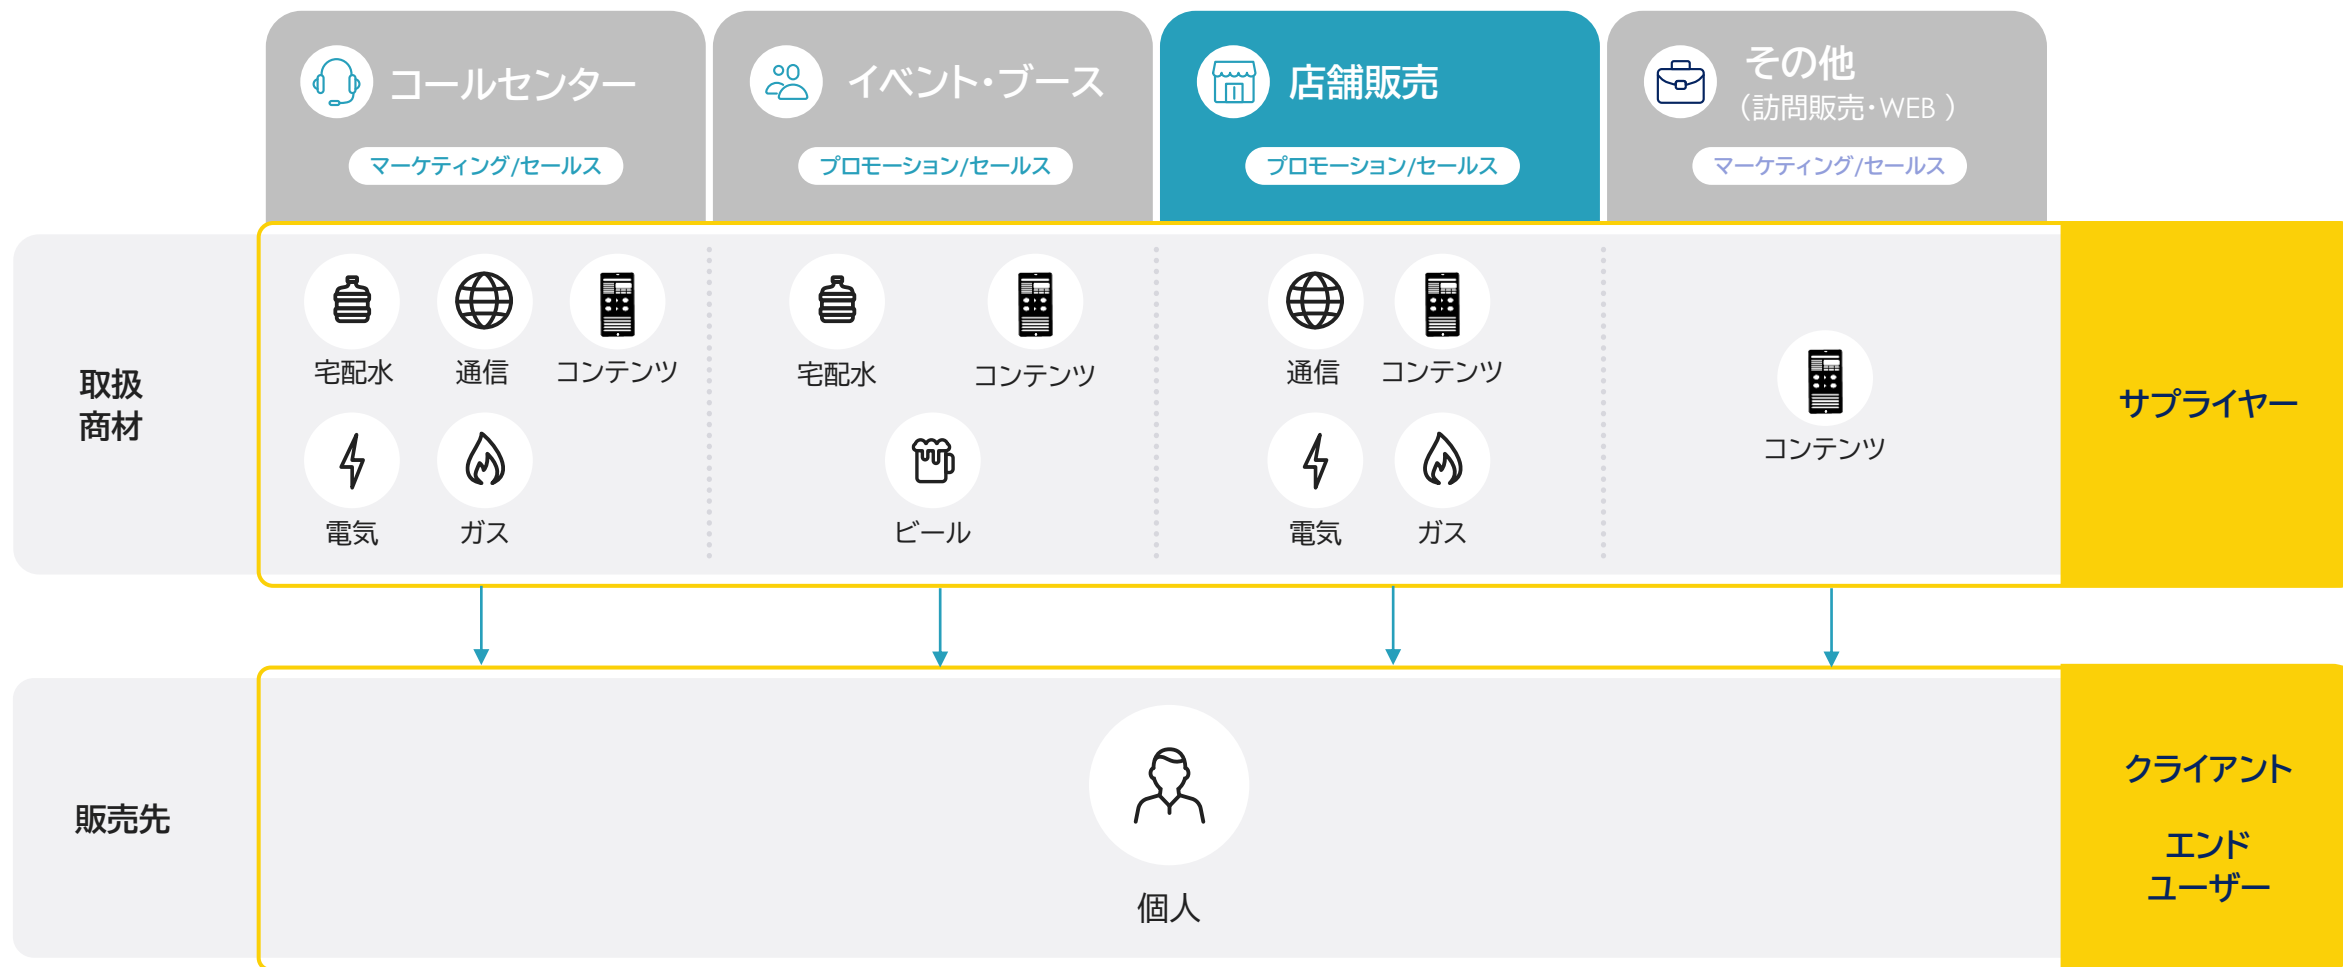 コールセンター
マーケティング/セールス
イベント・ブース
プロモーション/セールス
店舗販売
プロモーション/セールス
その他
（訪問販売・WEB ）
マーケティング/セールス
取扱
商材
宅配水
通信
コンテンツ
電気
ガス
宅配水
コンテンツ
ビール
通信
コンテンツ
電気
ガス
コンテンツ
サプライヤー
販売先
個人
クライアント
エンド
ユーザー